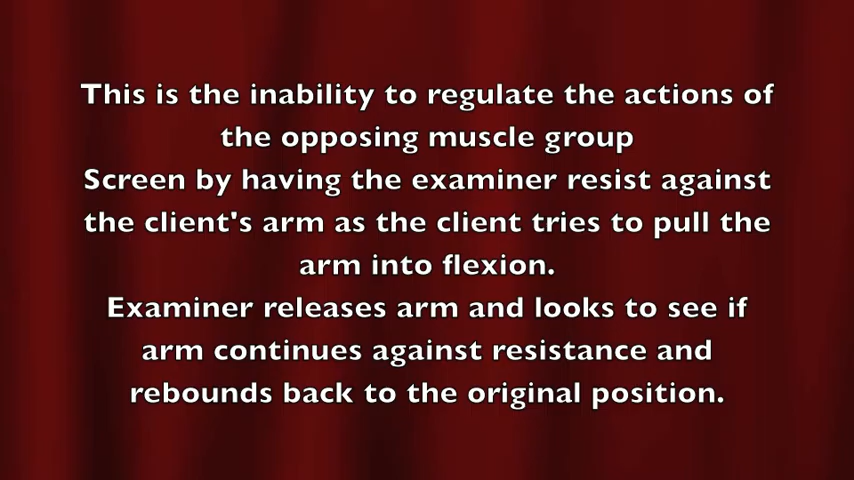 This is the inability to regulate the actions of
the opposing muscle group
Screen by having the examiner resist against
the client's arm as the client tries to pull the
arm into flexion.
Examiner releases arm and looks to see if
arm continues against resistance and
rebounds back to the original position.